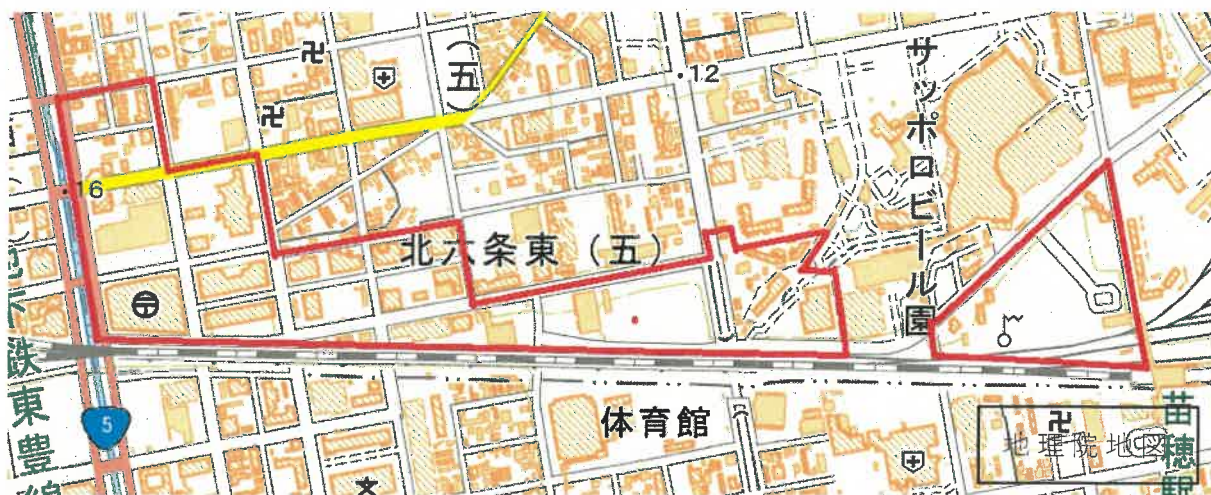 (五)
・12
サッポロビール園
・16
北六条東(五)
地下鉄東豊線
5
体育館
苗穂駅
地理院地図